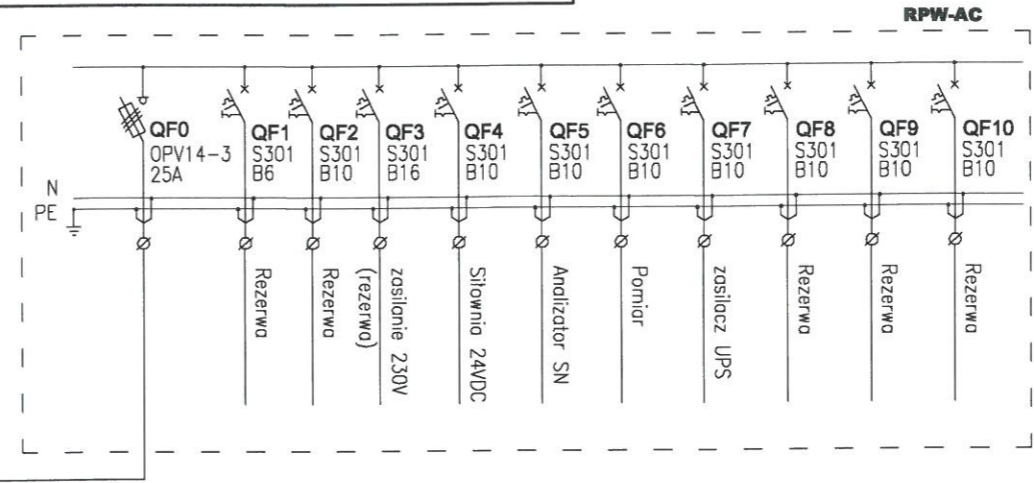 RPW-AC
QF0
OPV14-3
25A
QF1
S301
B6
QF2
S301
B10
QF3
S301
B16
QF4
S301
B10
QF5
S301
B10
QF6
S301
B10
QF7
S301
B10
QF8
S301
B10
QF9
S301
B10
QF10
S301
B10
N
PE
Rezerwa
Rezerwa
zasilanie 230V
(rezerwa)
Siłownia 24VDC
Analizator SN
Pomiar
zasilacz UPS
Rezerwa
Rezerwa
Rezerwa